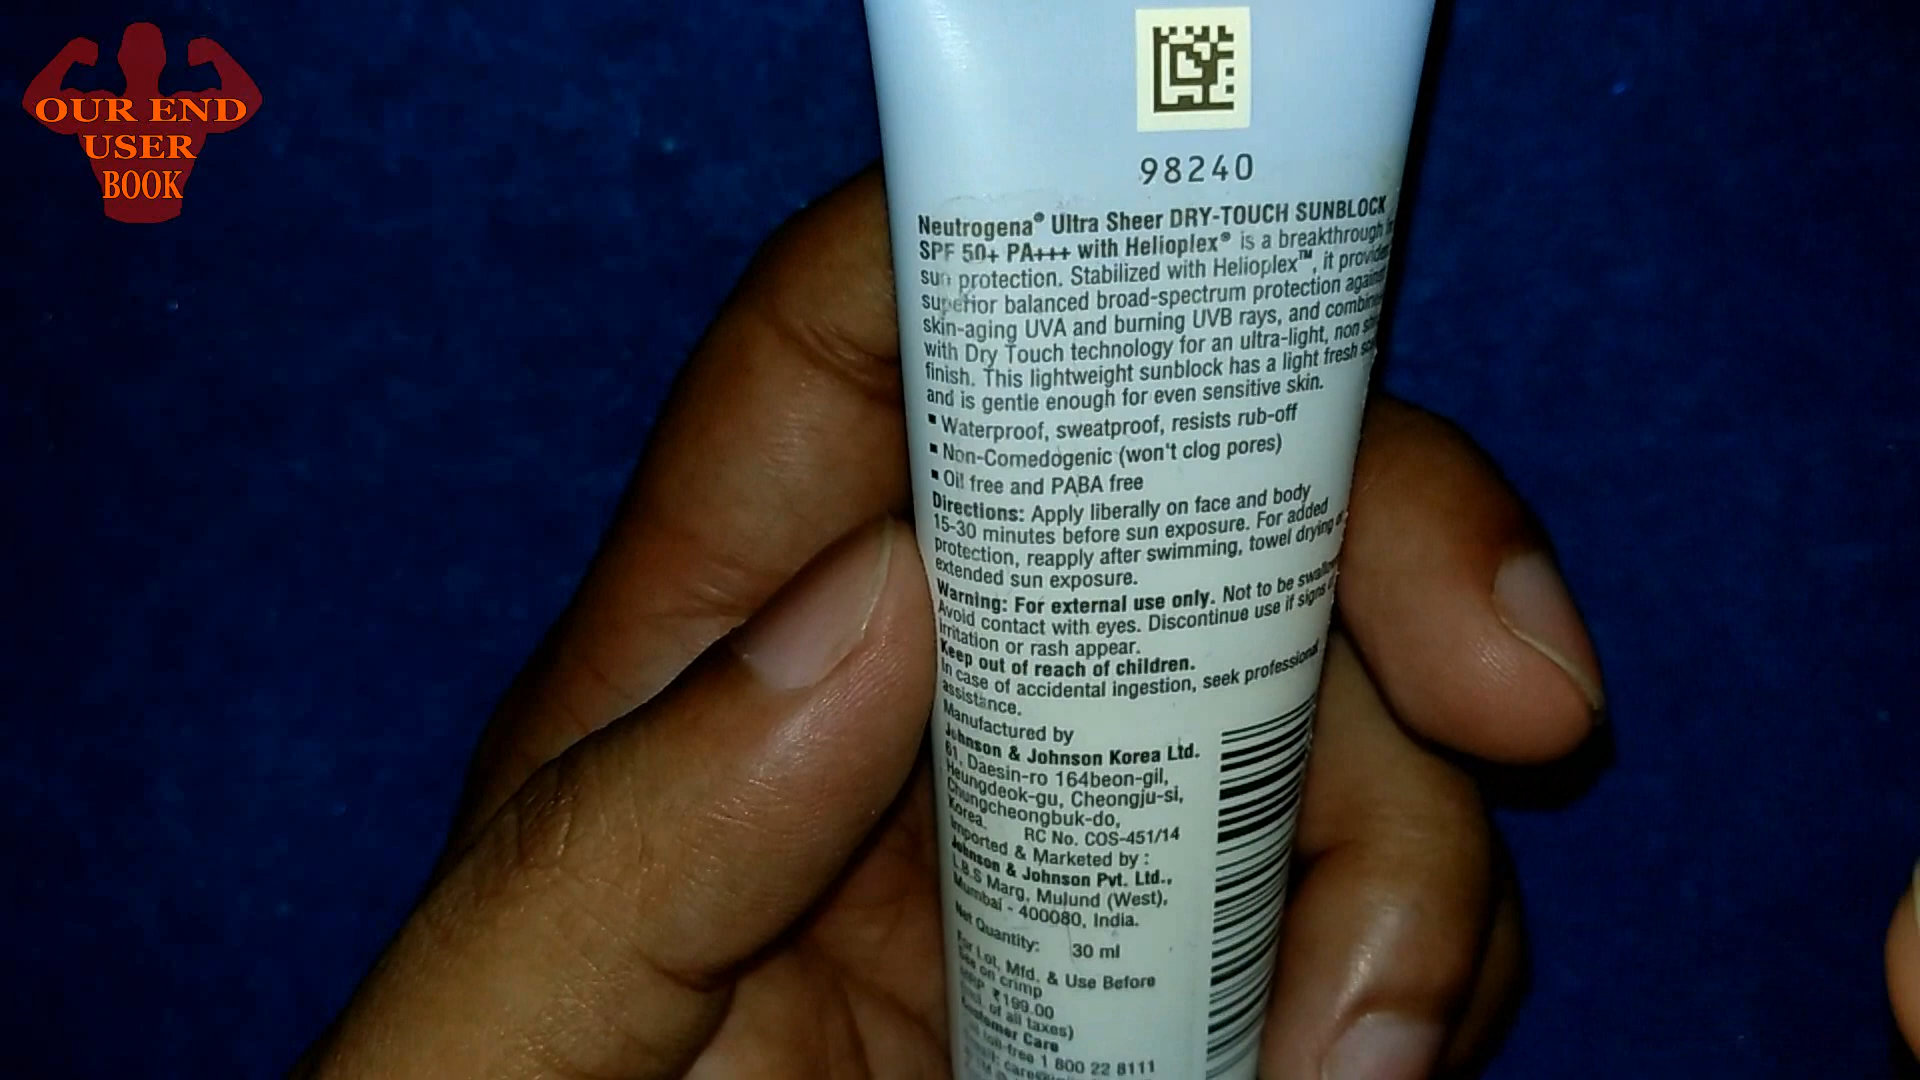 OUR END
USER
BOOK
98240
Neutrogena® Ultra Sheer DRY-TOUCH SUNBLOCK
SPF 50+ PA+++ with Helioplex® is a breakthrough
sun protection. Stabilized with Helioplex™, it
superior balanced broad-spectrum protection
skin-aging UVA and burning UVB rays, and
with Dry Touch technology for an ultra-light, non
finish. This lightweight sunblock has a light fresh
and is gentle enough for even sensitive skin.
▪ Waterproof, sweatproof, resists rub-off
▪ Non-Comedogenic (won't clog pores)
▪ Oil free and PABA free
Directions: Apply liberally on face and body
15-30 minutes before sun exposure. For added
protection, reapply after swimming, towel drying
extended sun exposure.
Warning: For external use only. Not to be
Avoid contact with eyes. Discontinue use if signs
irritation or rash appear.
Keep out of reach of children.
In case of accidental ingestion, seek professional
assistance.
Manufactured by
Johnson & Johnson Korea Ltd.
61, Daesin-ro 164beon-gil,
Heungdeok-gu, Cheongju-si,
Chungcheongbuk-do,
Korea. RC No. COS-451/14
Imported & Marketed by :
Johnson & Johnson Pvt. Ltd.,
L.B.S Marg, Mulund (West),
Mumbai - 400080, India.
Net Quantity: 30 ml
For Lot, Mfd. & Use Before
See on crimp
MRP ₹199.00
of all taxes)
Customer Care
toll-free 1 800 22 8111